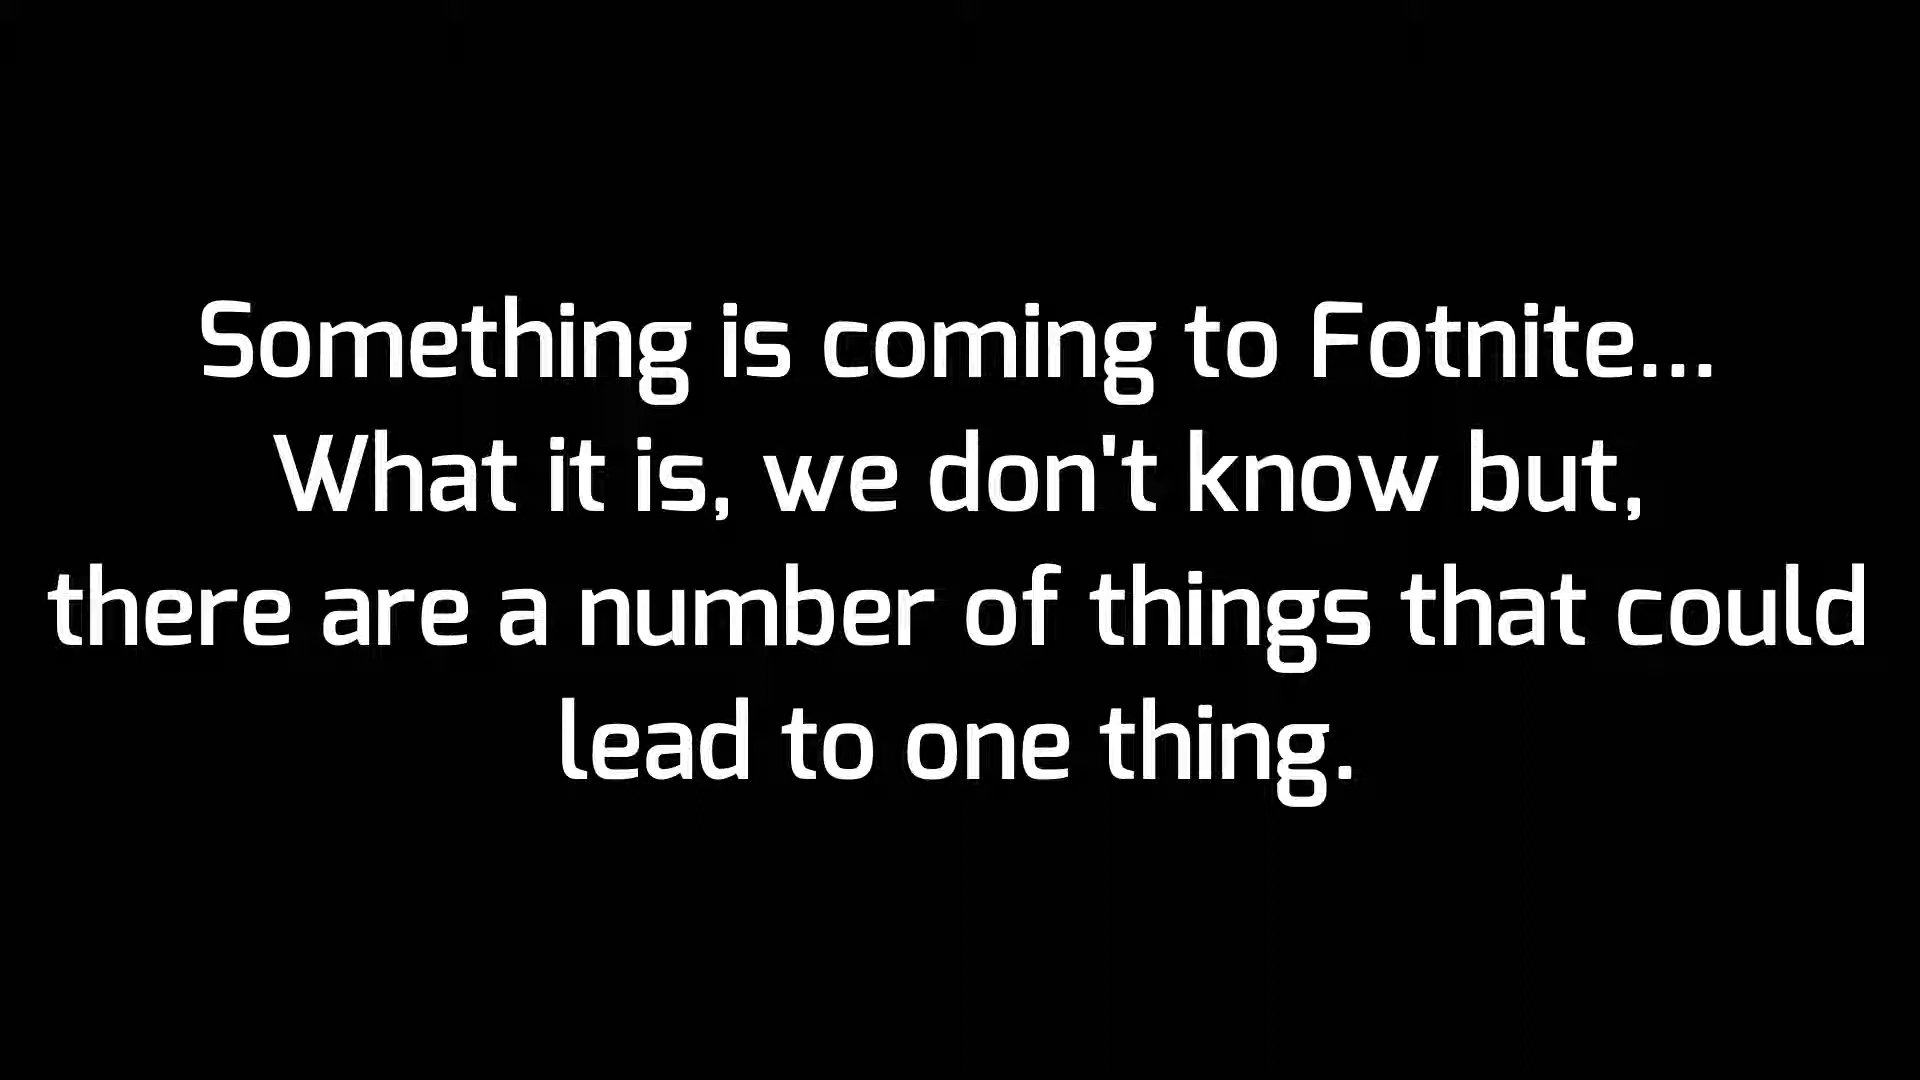 Something is coming to Fotnite...
What it is, we don't know but,
there are a number of things that could
lead to one thing.